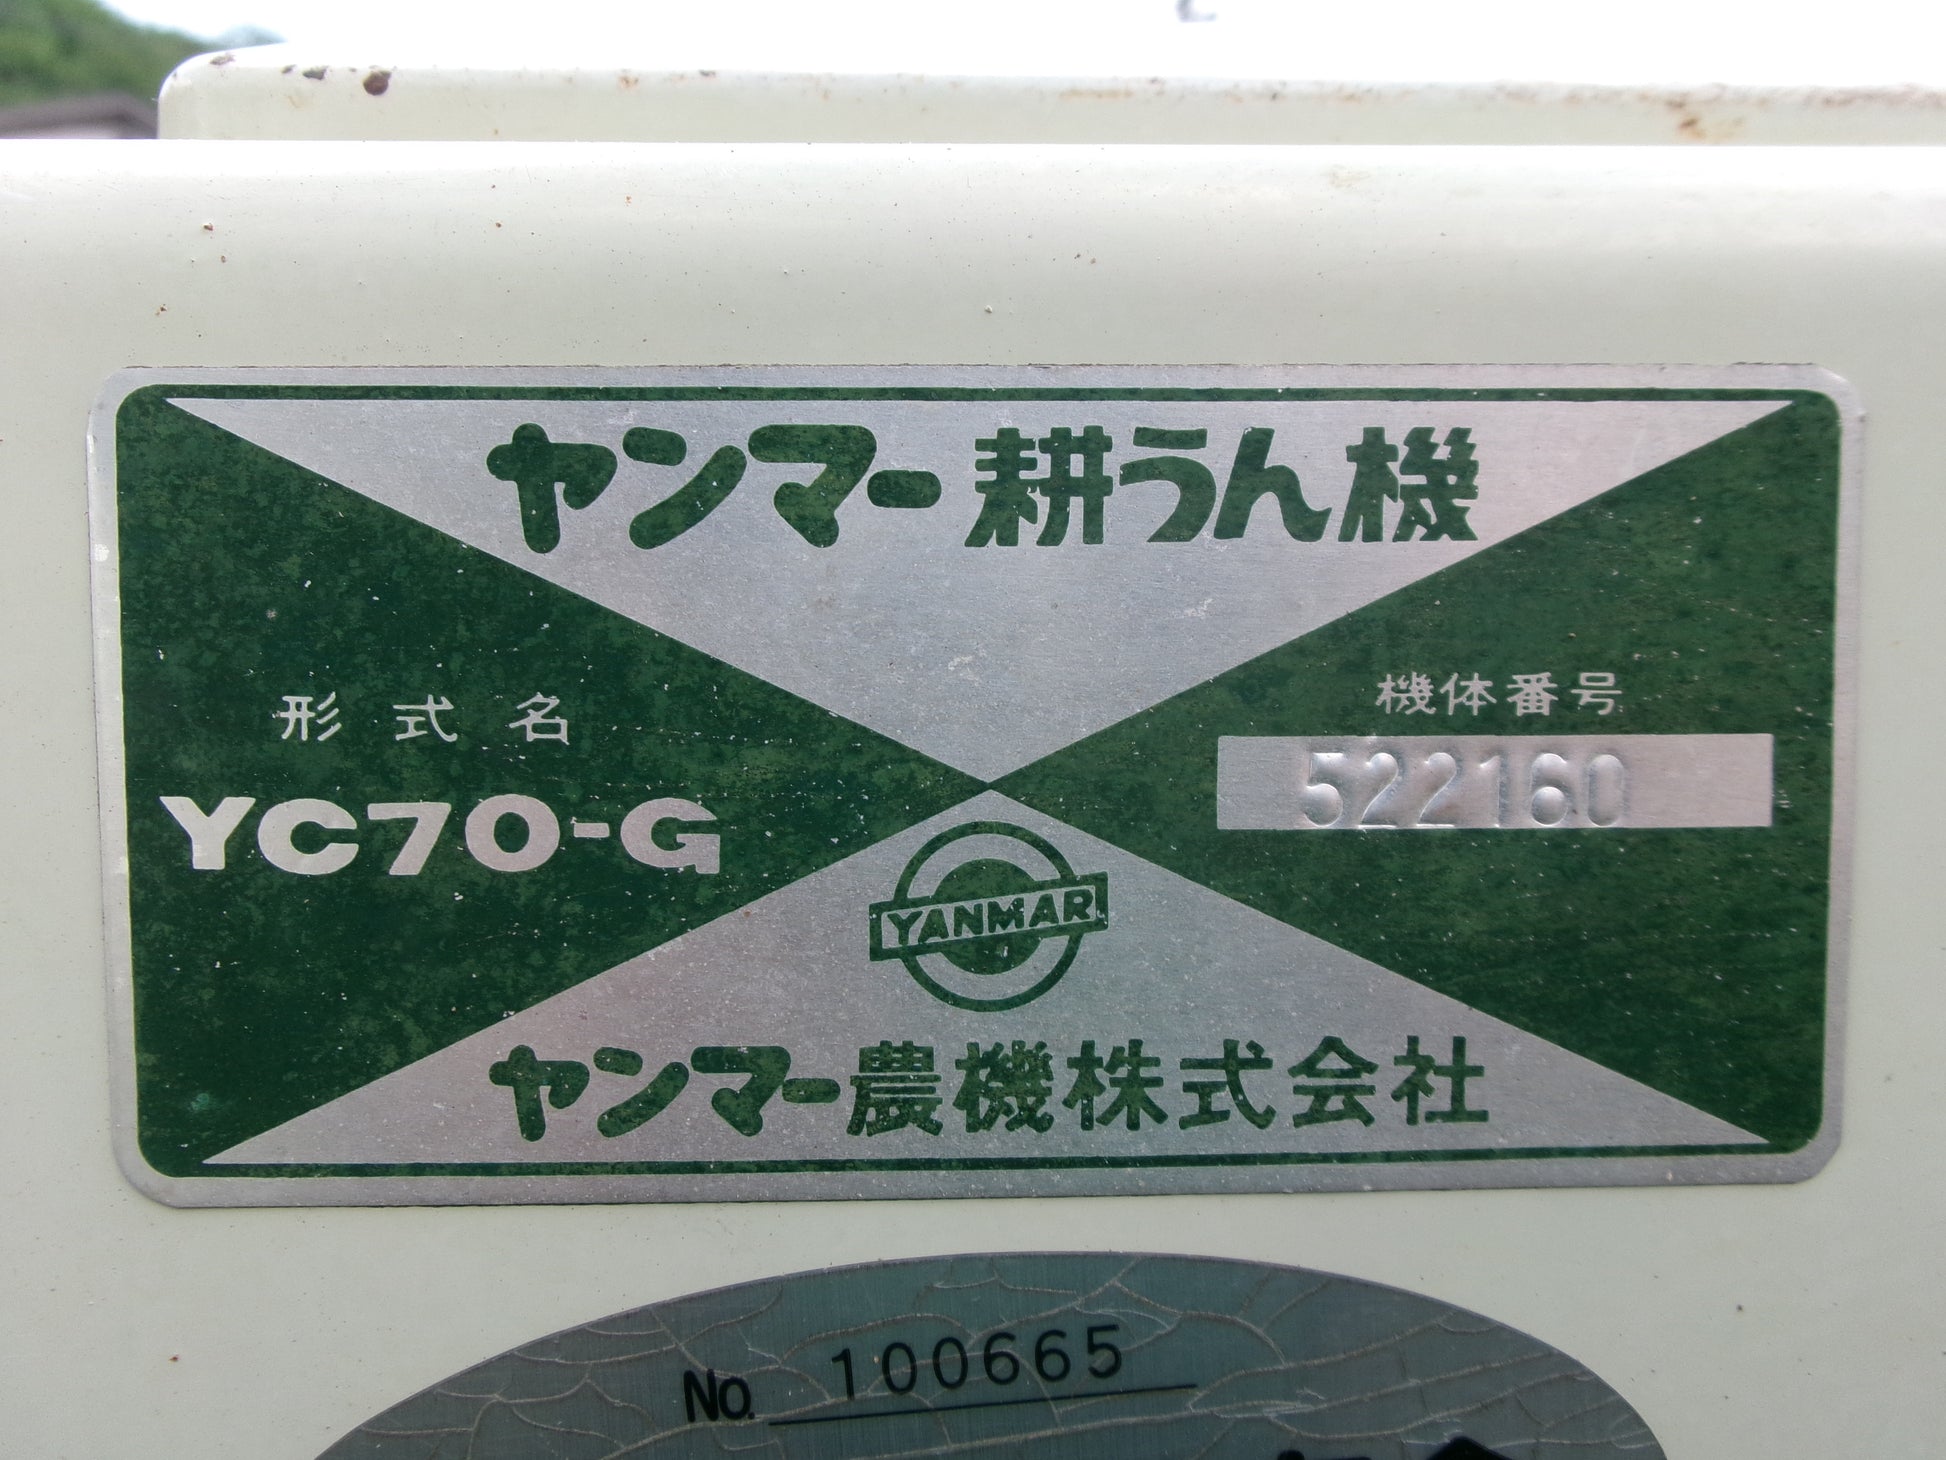 ヤンマー耕うん機
形式名
YC70-G
機体番号
522160
YANMAR
ヤンマー農機株式会社
No. 100665